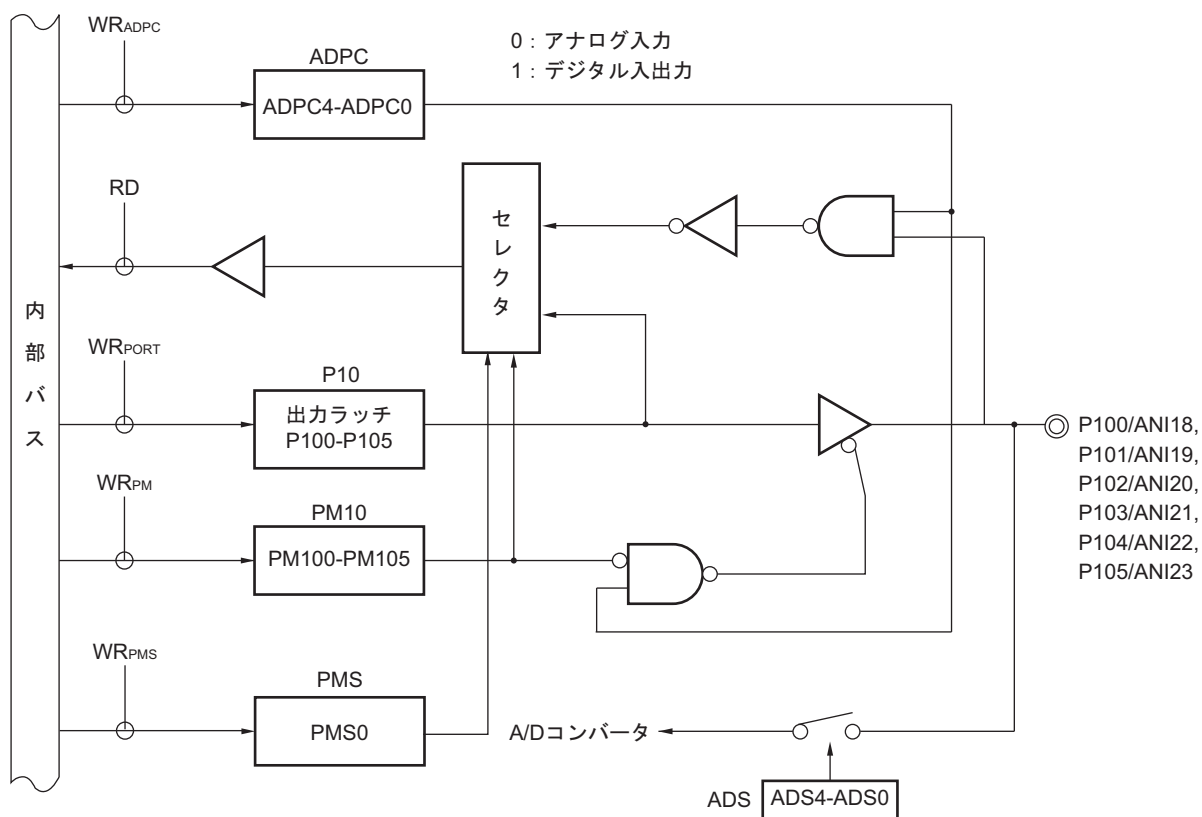 WRADPC
0：アナログ入力
1：デジタル入出力
ADPC
ADPC4-ADPC0
RD
セレクタ
内部バス
WRPORT
P10
出力ラッチ
P100-P105
P100/ANI18,
P101/ANI19,
P102/ANI20,
P103/ANI21,
P104/ANI22,
P105/ANI23
WRPM
PM10
PM100-PM105
WRPMS
PMS
PMS0
A/Dコンバータ
ADS
ADS4-ADS0